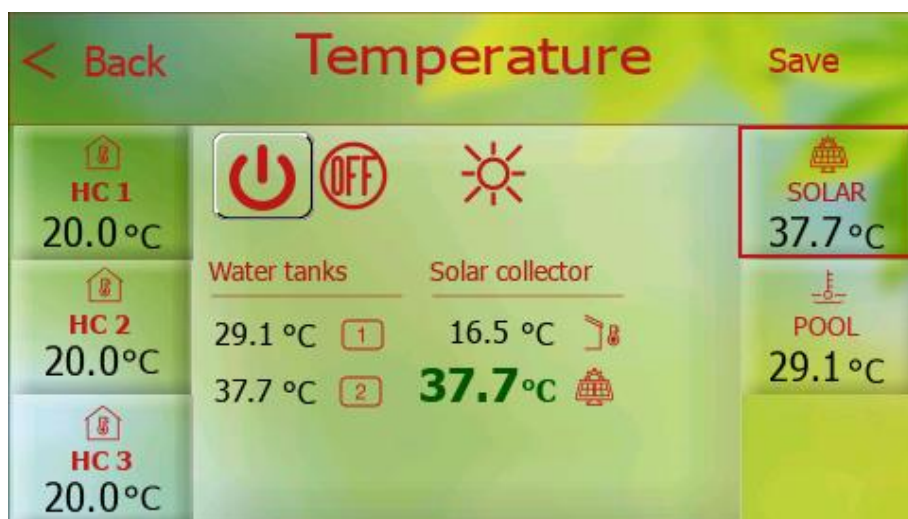 < Back
Temperature
Save
HC 1
20.0 °C
HC 2
20.0°C
HC 3
20.0°C
OFF
Water tanks
29.1 °C 1
37.7 °C 2
Solar collector
16.5 °C
37.7°C
SOLAR
37.7 °C
POOL
29.1 °C